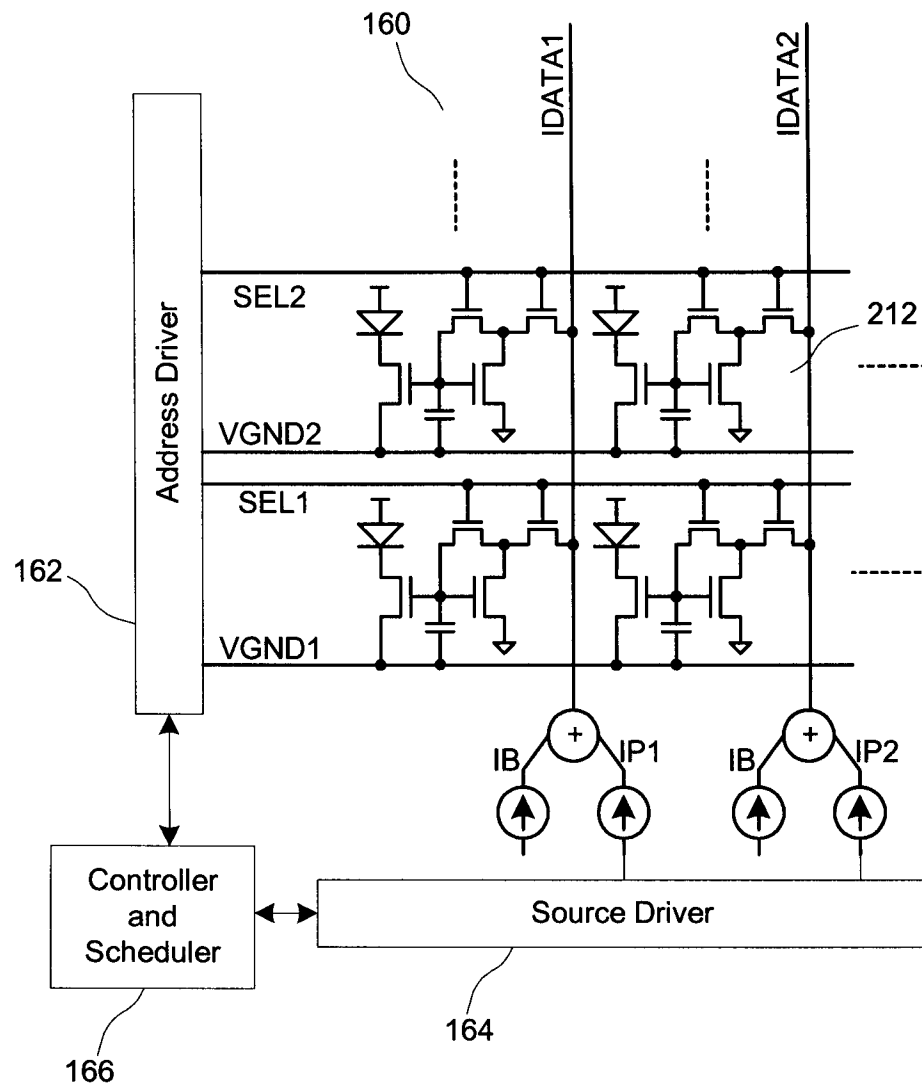 160
IDATA1
IDATA2
SEL2
212
VGND2
SEL1
162
VGND1
Address Driver
IB
+
IP1
IB
+
IP2
Controller
and
Scheduler
Source Driver
164
166